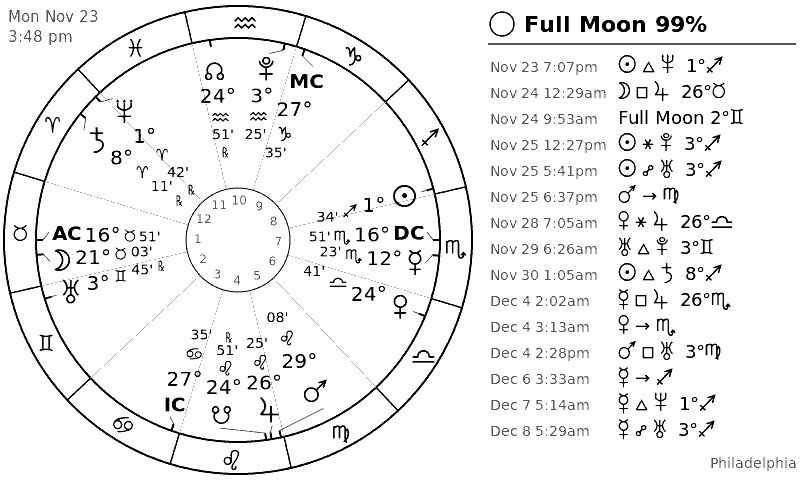 Mon Nov 23
3:48 pm
Full Moon 99%
♒
♓
♑
♈
♐
♉
♏
♊
♎
♋
♌
♍
☊
24°
♒
51'
℞
♇
3°
♒
25'
MC
27°
♑
35'
♆
1°
♈
42'
℞
♄
8°
♈
11'
℞
AC 16° ♉ 51'
☽ 21° ♉ 03'
♅ 3° ♊ 45' ℞
34' ♐ 1° ☉
51' ♏ 16° DC
23' ♏ 12° ☿
41' ♎ 24° ♀
35'
♋
27°
IC
℞
51'
♌
24°
☋
25'
♌
26°
♃
08'
♌
29°
♂
1
2
3
4
5
6
7
8
9
10
11
12
Nov 23 7:07pm ☉ △ ♆ 1°♐
Nov 24 12:29am ☽ □ ♃ 26°♉
Nov 24 9:53am Full Moon 2°♊
Nov 25 12:27pm ☉ ⚹ ♇ 3°♐
Nov 25 5:41pm ☉ ☍ ♅ 3°♐
Nov 25 6:37pm ♂ → ♍
Nov 28 7:05am ♀ ⚹ ♃ 26°♎
Nov 29 6:26am ♅ △ ♇ 3°♊
Nov 30 1:05am ☉ △ ♄ 8°♐
Dec 4 2:02am ☿ □ ♃ 26°♏
Dec 4 3:13am ♀ → ♏
Dec 4 2:28pm ♂ □ ♅ 3°♍
Dec 6 3:33am ☿ → ♐
Dec 7 5:14am ☿ △ ♆ 1°♐
Dec 8 5:29am ☿ ☍ ♅ 3°♐
Philadelphia